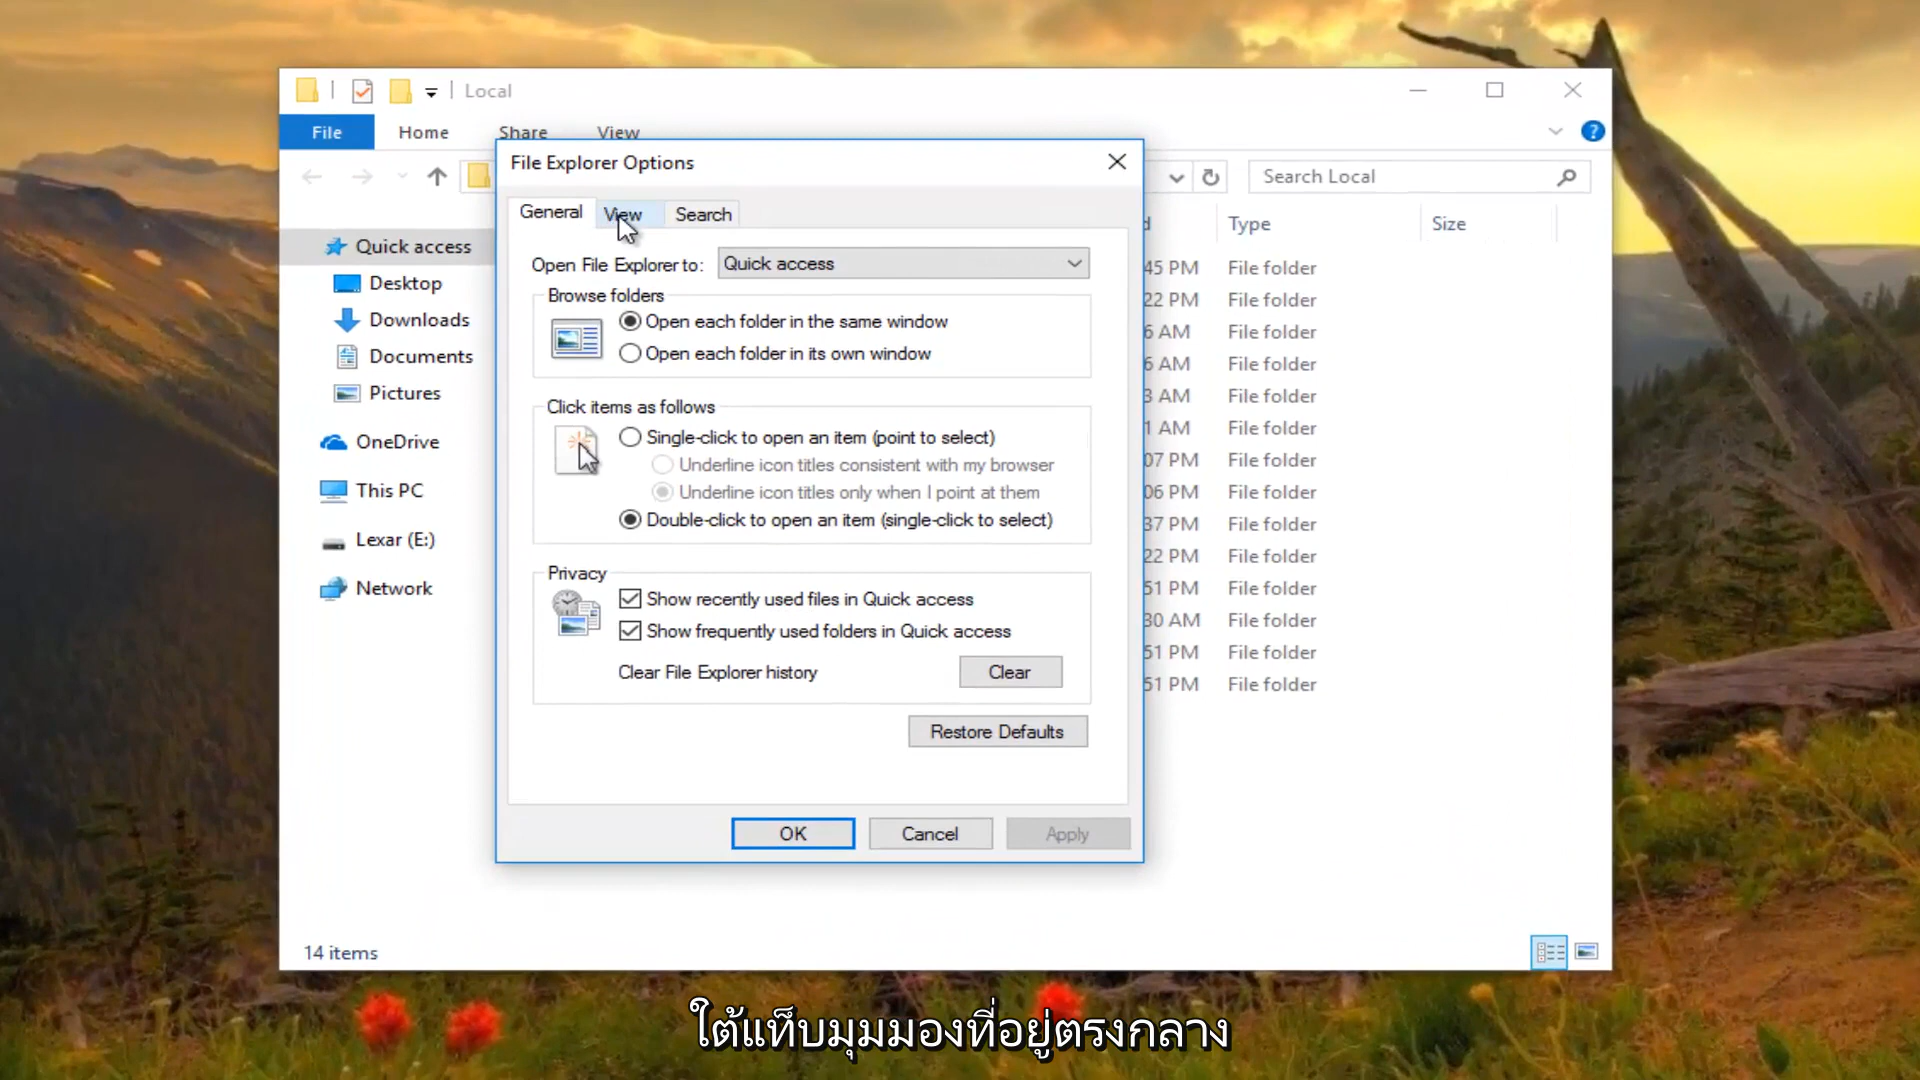 Local
File Home Share View
Search Local
File Explorer Options
General View Search
Open File Explorer to: Quick access
Browse folders
Open each folder in the same window
Open each folder in its own window
Click items as follows
Single-click to open an item (point to select)
Underline icon titles consistent with my browser
Underline icon titles only when I point at them
Double-click to open an item (single-click to select)
Privacy
Show recently used files in Quick access
Show frequently used folders in Quick access
Clear File Explorer history Clear
Restore Defaults
OK Cancel Apply
Quick access
Desktop
Downloads
Documents
Pictures
OneDrive
This PC
Lexar (E:)
Network
Type Size
45 PM File folder
22 PM File folder
6 AM File folder
6 AM File folder
3 AM File folder
1 AM File folder
07 PM File folder
06 PM File folder
37 PM File folder
22 PM File folder
51 PM File folder
30 AM File folder
51 PM File folder
51 PM File folder
14 items
ใต้แท็บมุมมองที่อยู่ตรงกลาง